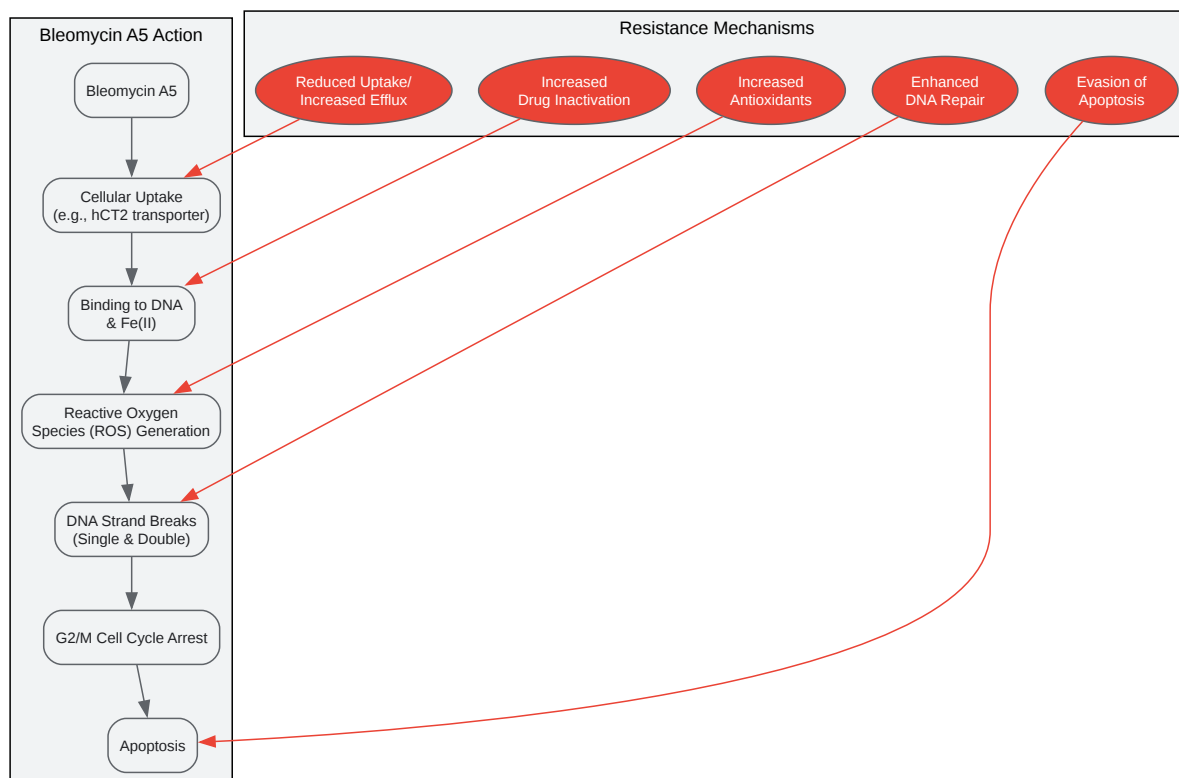 Bleomycin A5 Action
Bleomycin A5
Cellular Uptake
(e.g., hCT2 transporter)
Binding to DNA
& Fe(II)
Reactive Oxygen
Species (ROS) Generation
DNA Strand Breaks
(Single & Double)
G2/M Cell Cycle Arrest
Apoptosis
Resistance Mechanisms
Reduced Uptake/
Increased Efflux
Increased
Drug Inactivation
Increased
Antioxidants
Enhanced
DNA Repair
Evasion of
Apoptosis